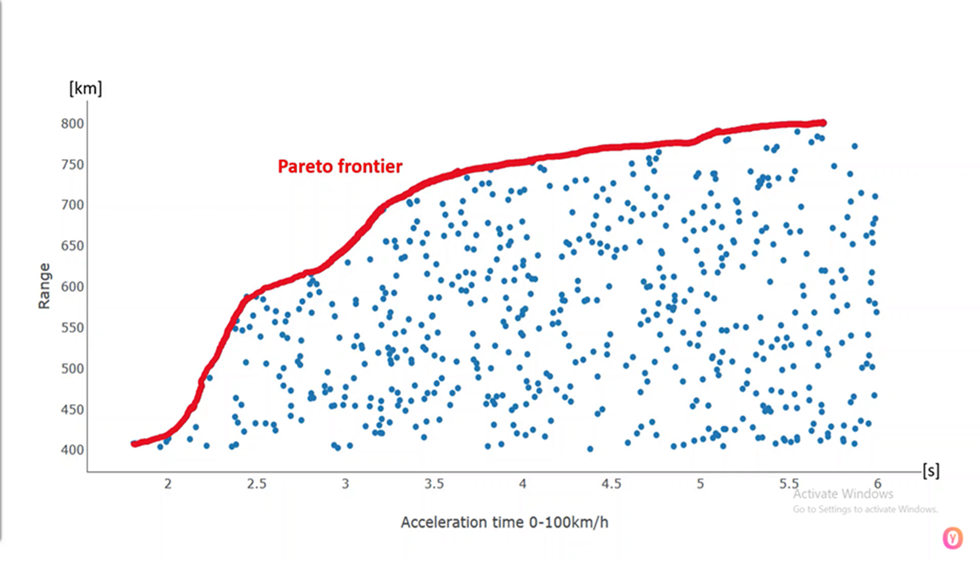 [km]
800
Pareto frontier
750
700
650
600
Range
550
500
450
400
[s]
2 2.5 3 3.5 4 4.5 5 5.5 6
Activate Windows
Go to Settings to activate Windows.
Acceleration time 0-100km/h
Y